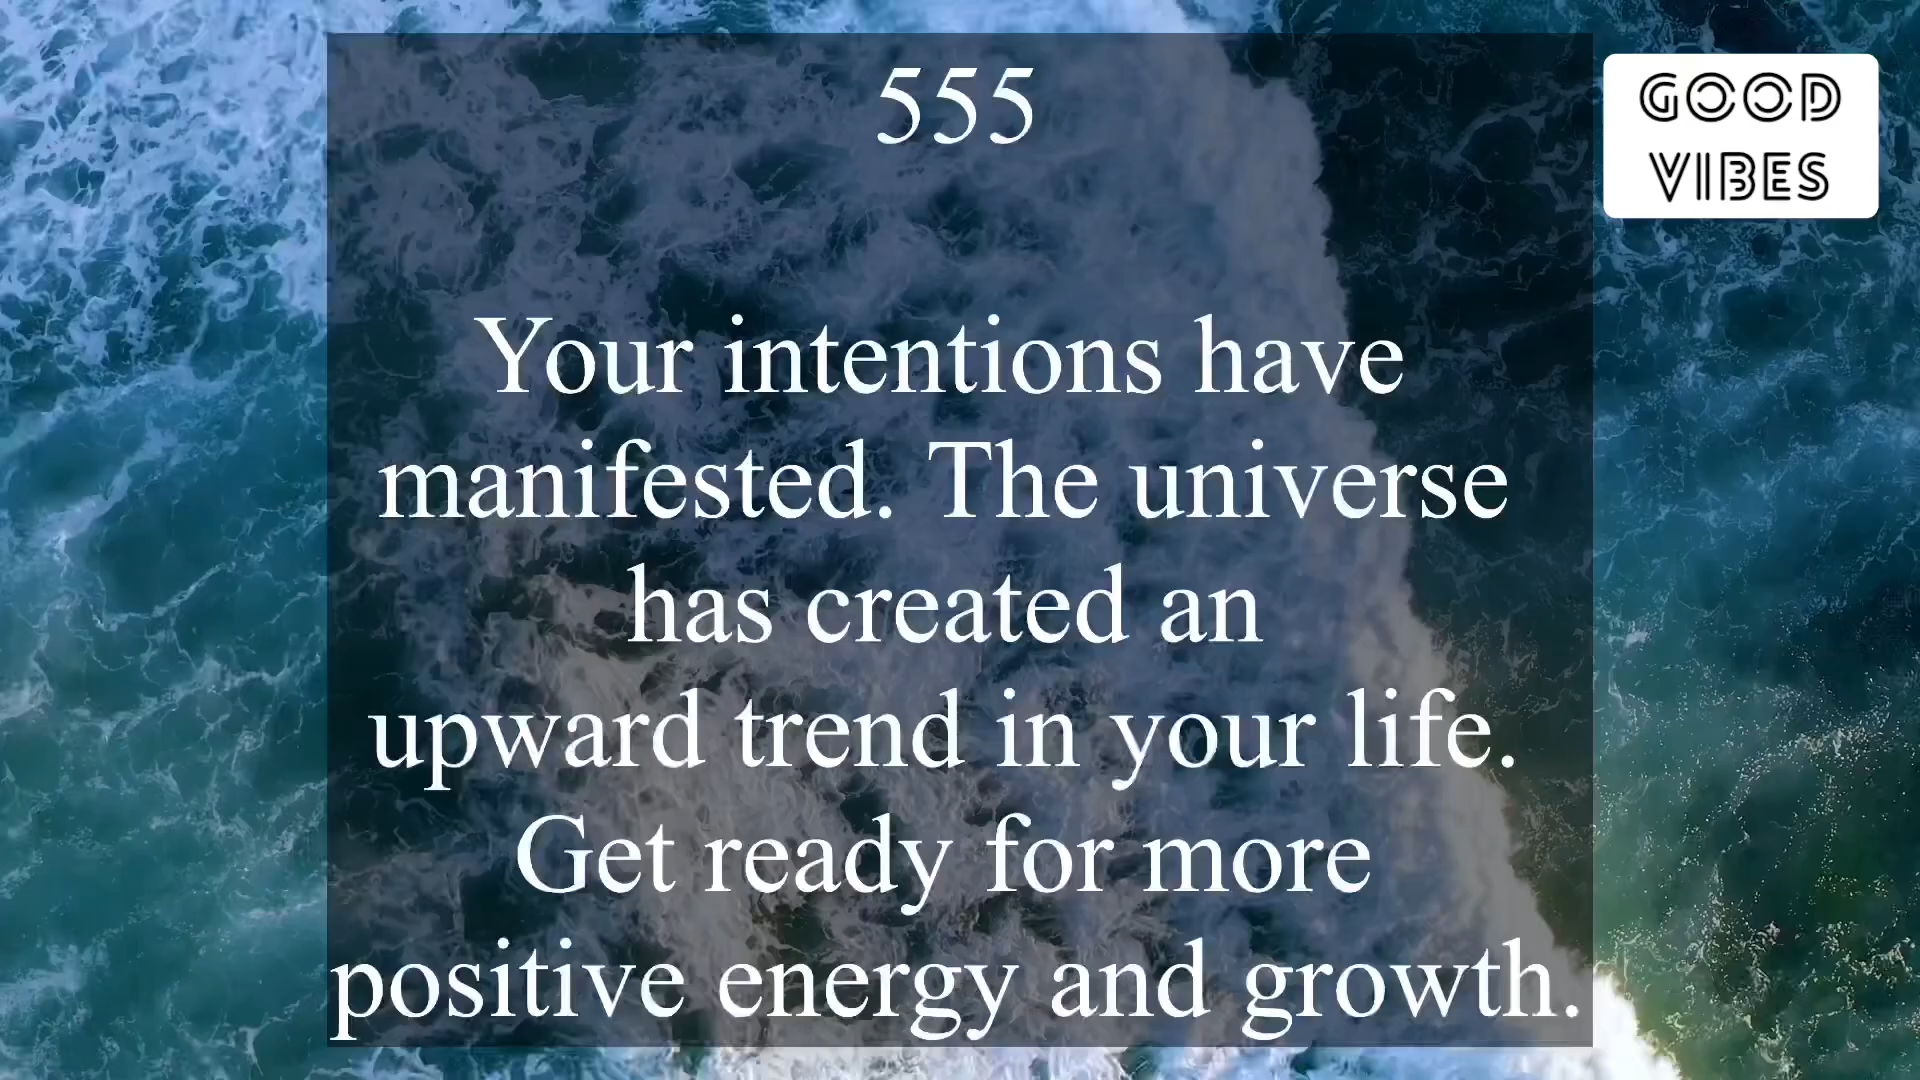 555
GOOD
VIBES
Your intentions have
manifested. The universe
has created an
upward trend in your life.
Get ready for more
positive energy and growth.